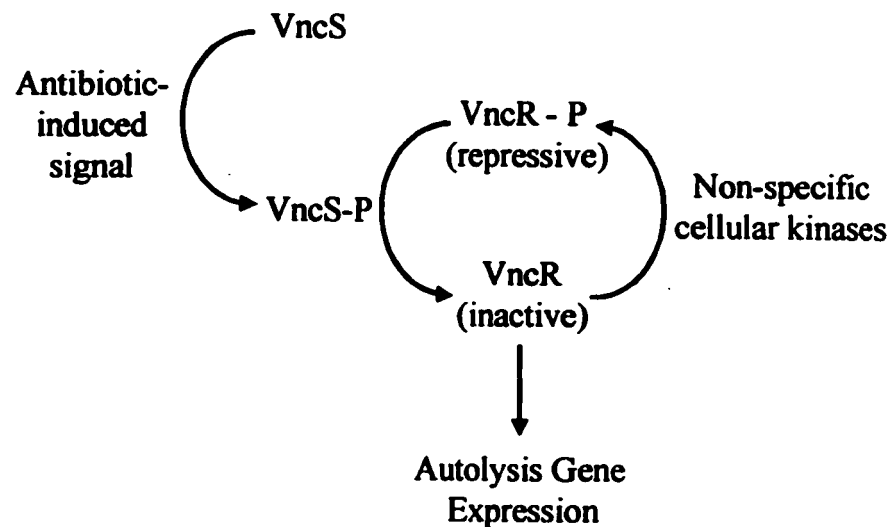 VncS
Antibiotic-
induced
signal
VncR - P
(repressive)
VncS-P
Non-specific
cellular kinases
VncR
(inactive)
Autolysis Gene
Expression